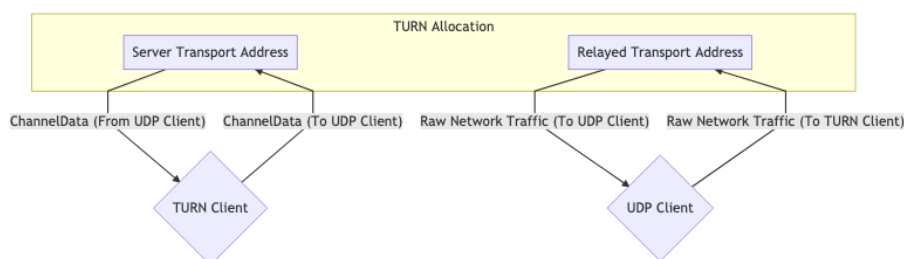 TURN Allocation
Server Transport Address
Relayed Transport Address
ChannelData (From UDP Client)
ChannelData (To UDP Client)
Raw Network Traffic (To UDP Client)
Raw Network Traffic (To TURN Client)
TURN Client
UDP Client